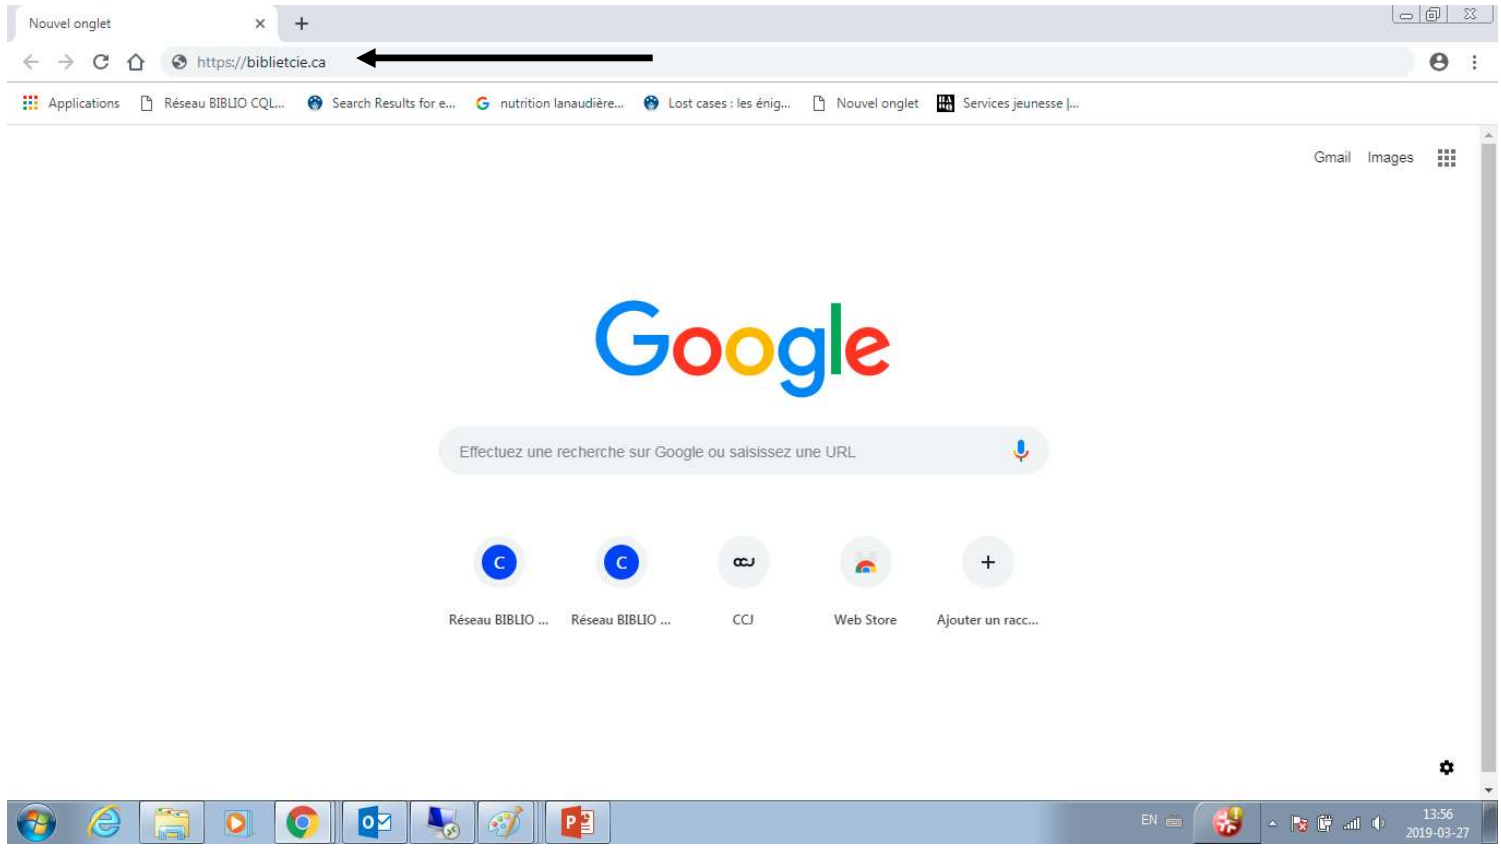 Nouvel onglet
https://biblietcie.ca
Applications Réseau BIBLIO CQL... Search Results for e... G nutrition lanaudière... Lost cases : les énig... Nouvel onglet Services jeunesse |...
Gmail Images
Google
Effectuez une recherche sur Google ou saisissez une URL
C C CCJ
Réseau BIBLIO ... Réseau BIBLIO ... CCJ Web Store Ajouter un racc...
EN 13:56
2019-03-27